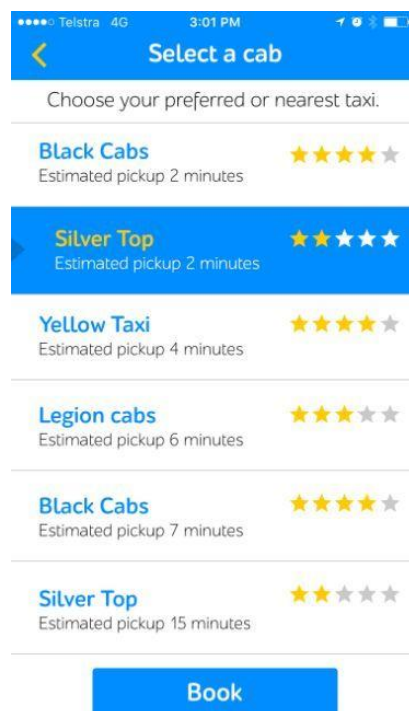 Telstra 4G 3:01 PM
Select a cab
Choose your preferred or nearest taxi.
Black Cabs
Estimated pickup 2 minutes
Silver Top
Estimated pickup 2 minutes
Yellow Taxi
Estimated pickup 4 minutes
Legion cabs
Estimated pickup 6 minutes
Black Cabs
Estimated pickup 7 minutes
Silver Top
Estimated pickup 15 minutes
Book